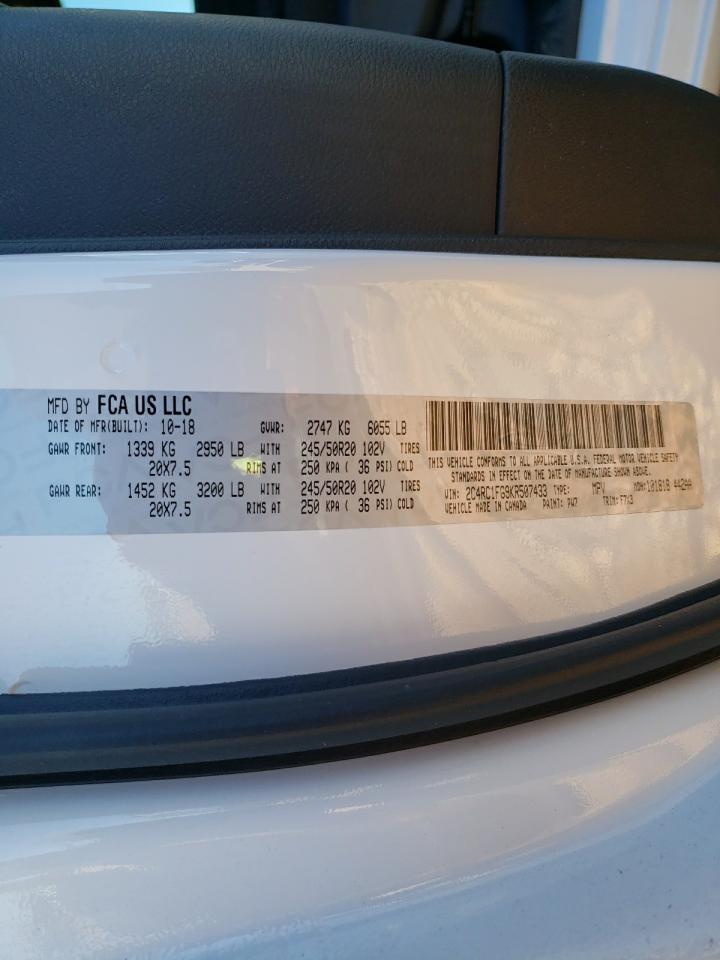 MFD BY FCA US LLC
DATE OF MFR(BUILT): 10-18 GVWR: 2747 KG 6055 LB
GAWR FRONT: 1339 KG 2950 LB WITH 245/50R20 102V TIRES
20X7.5 RIMS AT 250 KPA ( 36 PSI) COLD
GAWR REAR: 1452 KG 3200 LB WITH 245/50R20 102V TIRES
20X7.5 RIMS AT 250 KPA ( 36 PSI) COLD
THIS VEHICLE CONFORMS TO ALL APPLICABLE U.S.A. FEDERAL MOTOR VEHICLE SAFETY
STANDARDS IN EFFECT ON THE DATE OF MANUFACTURE SHOWN ABOVE.
VIN: 2C4RC1FG9KR507433 TYPE: MPV MDH: 101818 442AA
VEHICLE MADE IN CANADA PAINT: PW7 TRIM: F7X3